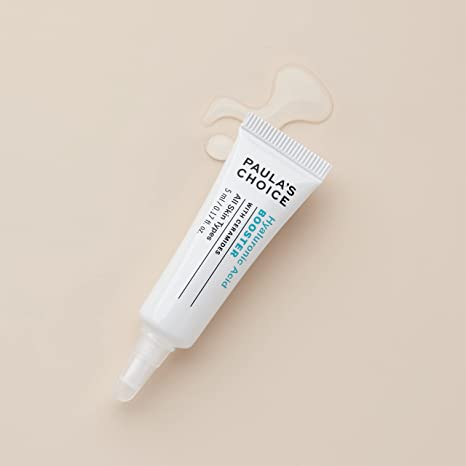 PAULA'S
CHOICE
Hyaluronic Acid
BOOSTER
WITH CERAMIDES
All Skin Types
5 ml / 0.17 fl. oz.